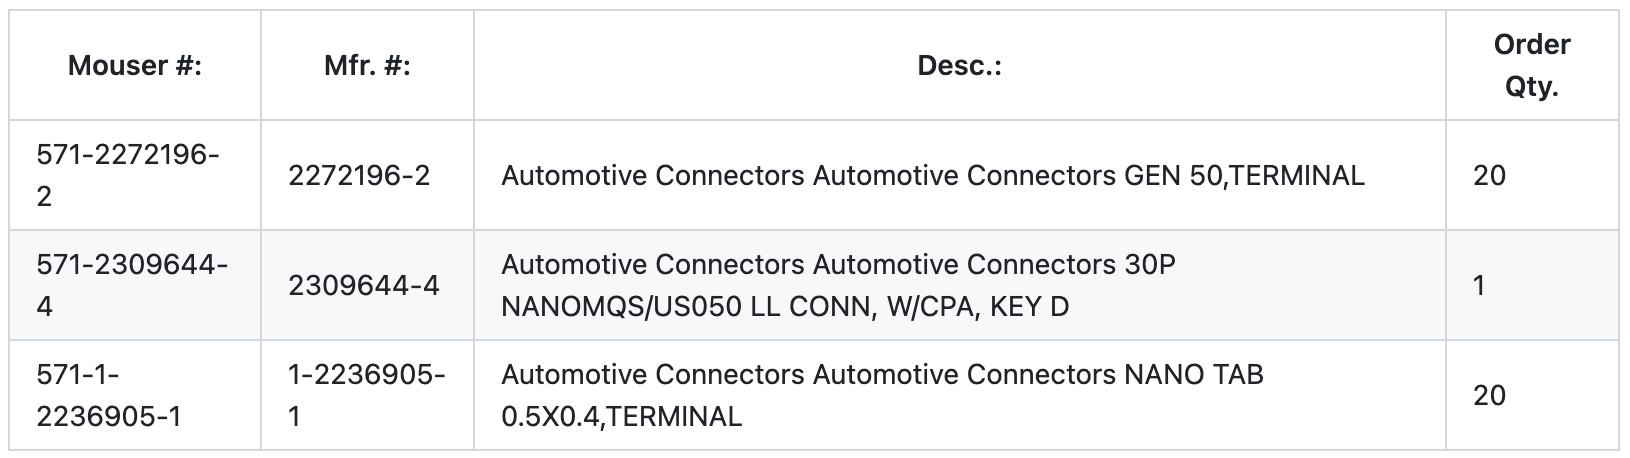 Mouser #:
Mfr. #:
Desc.:
Order
Qty.
571-2272196-
2
2272196-2
Automotive Connectors Automotive Connectors GEN 50,TERMINAL
20
571-2309644-
4
2309644-4
Automotive Connectors Automotive Connectors 30P
NANOMQS/US050 LL CONN, W/CPA, KEY D
1
571-1-
2236905-1
1-2236905-
1
Automotive Connectors Automotive Connectors NANO TAB
0.5X0.4,TERMINAL
20